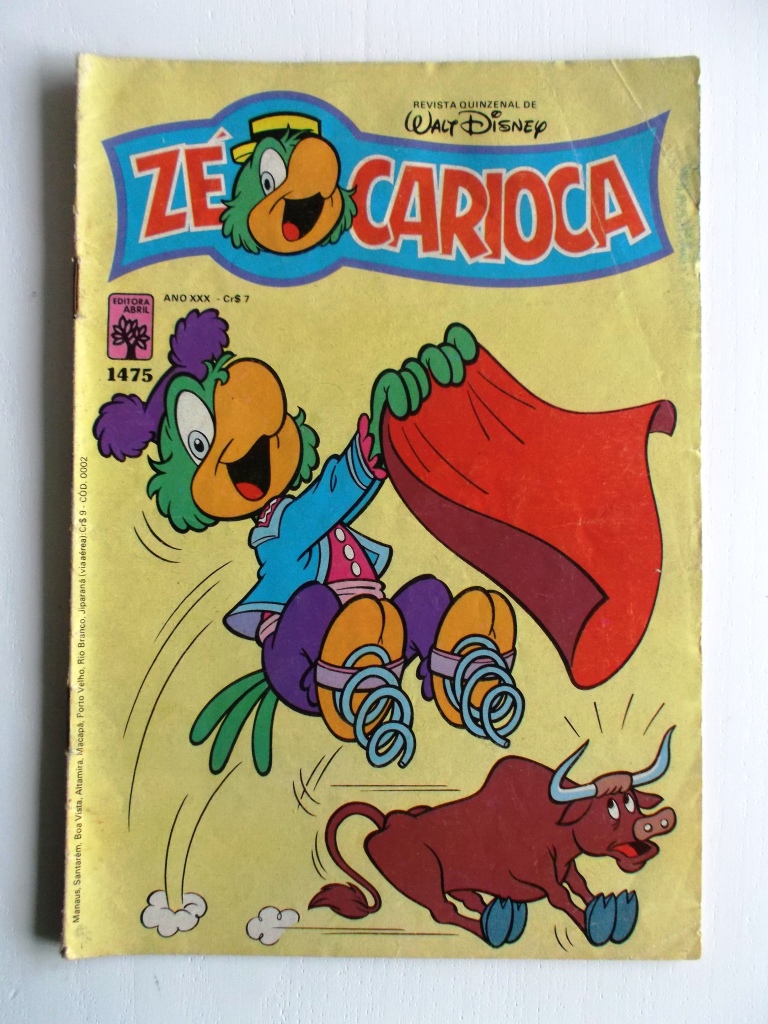 REVISTA QUINZENAL DE
WALT DISNEY
ZÉ CARIOCA
EDITORA
ABRIL
ANO XXX - Cr$ 7
1475
Manaus, Santarém, Boa Vista, Altamira, Macapá, Porto Velho, Rio Branco, Jiparaná (via aérea) Cr$ 9 - CÓD. 0002